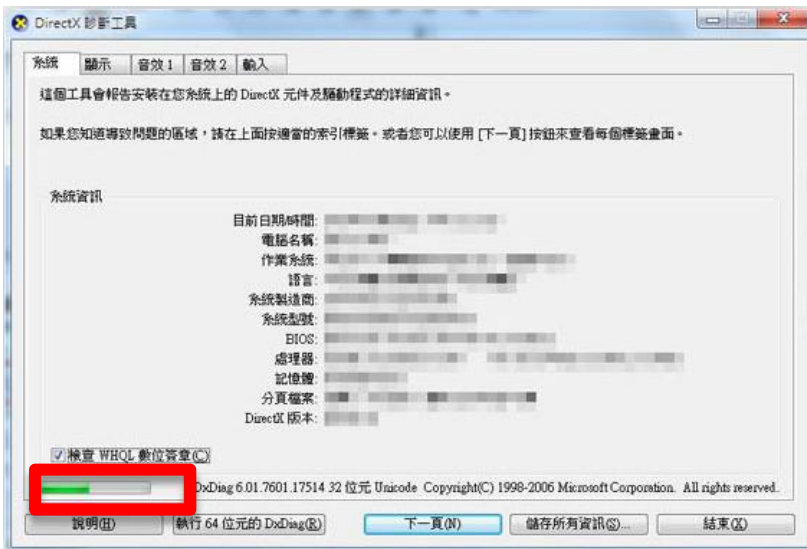 DirectX 診斷工具
系統 顯示 音效 1 音效 2 輸入
這個工具會報告安裝在您系統上的 DirectX 元件及驅動程式的詳細資訊。
如果您知道導致問題的區域，請在上面按適當的索引標籤。或者您可以使用 [下一頁] 按鈕來查看每個標籤畫面。
系統資訊
目前日期/時間:
電腦名稱:
作業系統:
語言:
系統製造商:
系統型號:
BIOS:
處理器:
記憶體:
分頁檔案:
DirectX 版本:
檢查 WHQL 數位簽章(C)
DxDiag 6.01.7601.17514 32 位元 Unicode Copyright(C) 1998-2006 Microsoft Corporation. All rights reserved.
說明(H) 執行 64 位元的 DxDiag(R) 下一頁(N) 儲存所有資訊(S)... 結束(X)